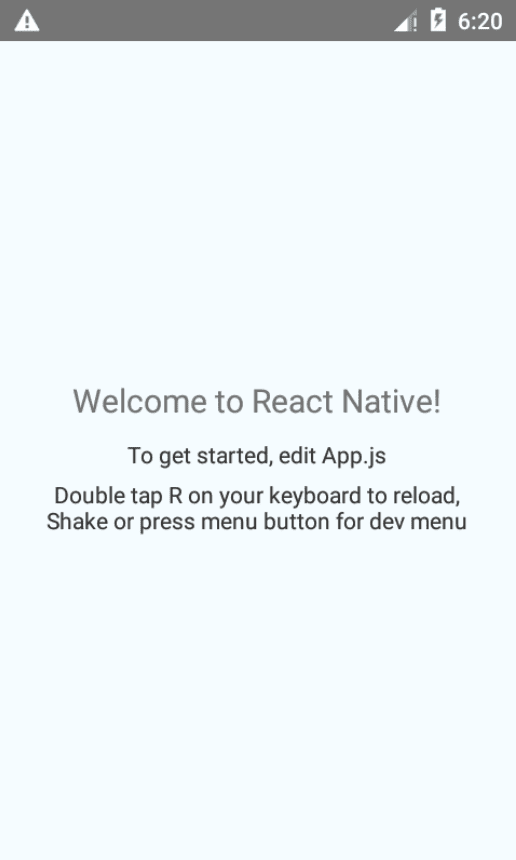 6:20
Welcome to React Native!
To get started, edit App.js
Double tap R on your keyboard to reload,
Shake or press menu button for dev menu